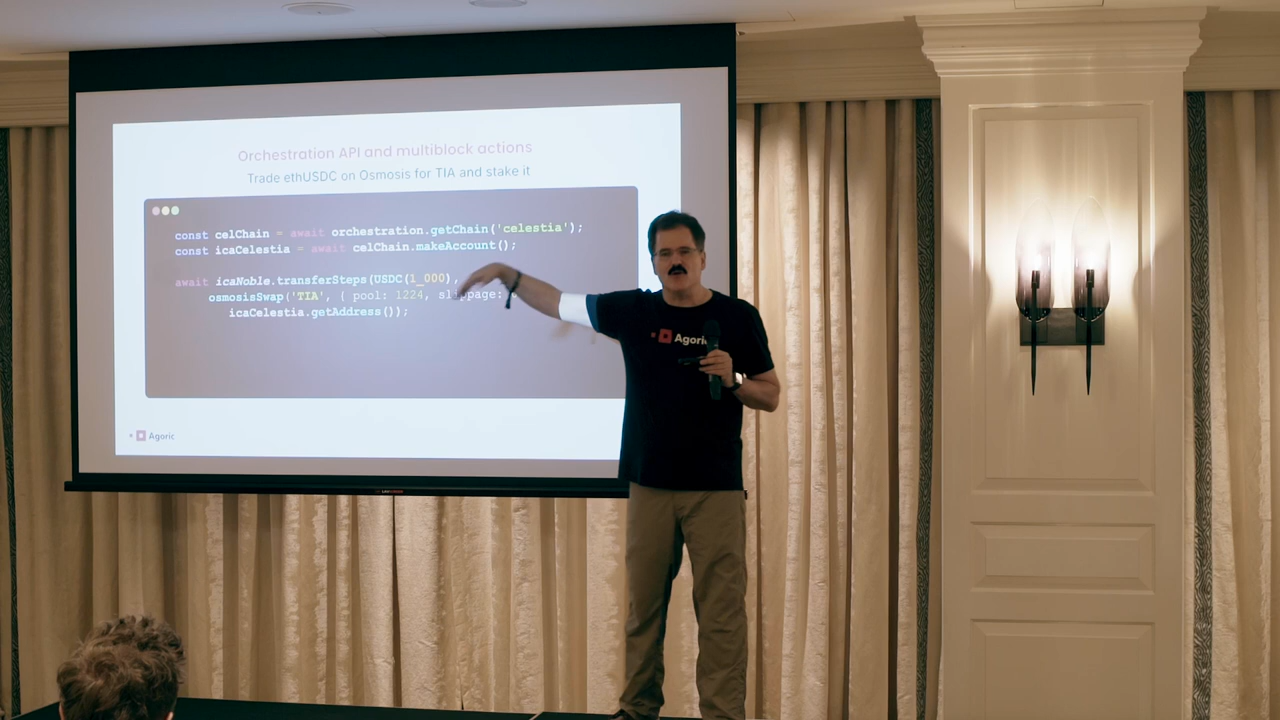 Orchestration API and multiblock actions
Trade ethUSDC on Osmosis for TIA and stake it
const celChain = await orchestration.getChain('celestia');
const icaCelestia = await celChain.makeAccount();
await icaNoble.transferSteps(USDC(1_000),
osmosisSwap('TIA', { pool: 1224, slippage:
icaCelestia.getAddress());
Agoric
Agoric